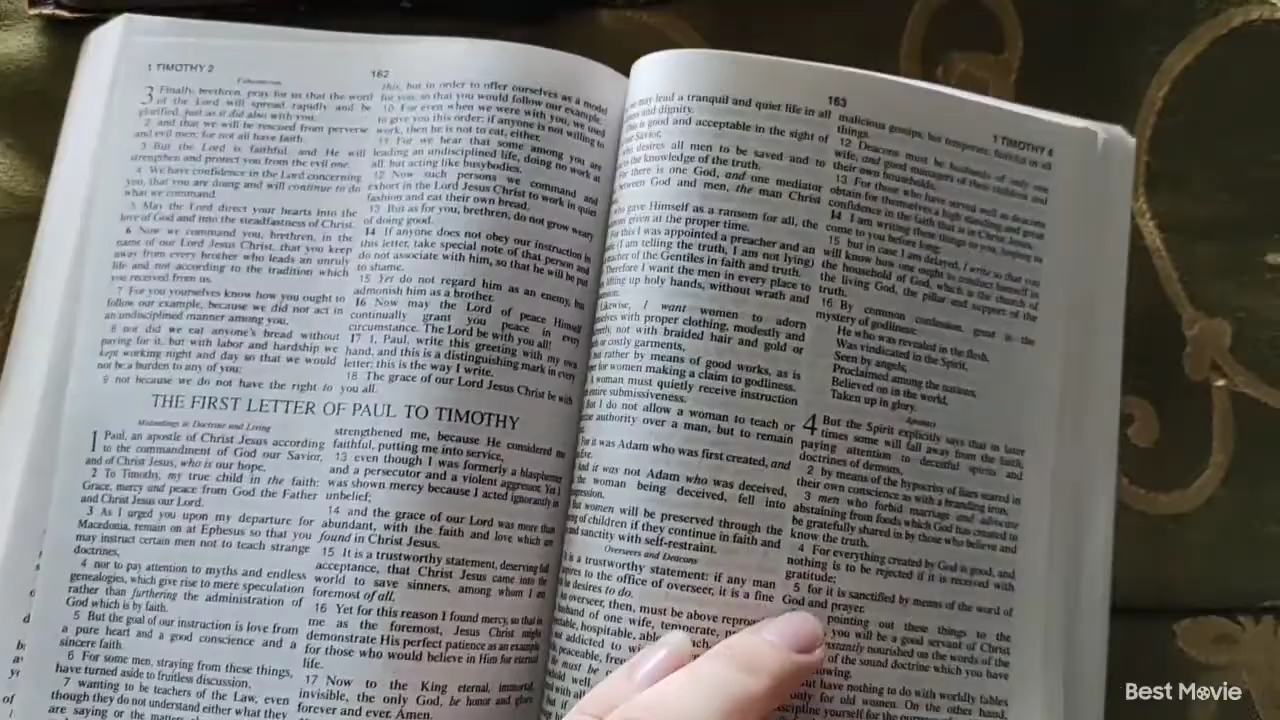 1 TIMOTHY 2
162
3 Finally, brethren, pray for us that the word
of the Lord will spread rapidly and be
glorified, just as it did also with you;
2 and that we will be rescued from perverse
and evil men; for not all have faith.
3 But the Lord is faithful, and He will
strengthen and protect you from the evil one.
4 We have confidence in the Lord concerning
you, that you are doing and will continue to do
what we command.
5 May the Lord direct your hearts into the
love of God and into the steadfastness of Christ.
6 Now we command you, brethren, in the
name of our Lord Jesus Christ, that you keep
away from every brother who leads an unruly
life and not according to the tradition which
you received from us.
7 For you yourselves know how you ought to
follow our example, because we did not act in
an undisciplined manner among you,
8 nor did we eat anyone's bread without
paying for it, but with labor and hardship we
kept working night and day so that we would
not be a burden to any of you;
9 not because we do not have the right to
this, but in order to offer ourselves as a model
for you, so that you would follow our example.
10 For even when we were with you, we used
to give you this order: if anyone is not willing to
work, then he is not to eat, either.
11 For we hear that some among you are
leading an undisciplined life, doing no work at
all, but acting like busybodies.
12 Now such persons we command and
exhort in the Lord Jesus Christ to work in quiet
fashion and eat their own bread.
13 But as for you, brethren, do not grow weary
of doing good.
14 If anyone does not obey our instruction in
this letter, take special note of that person and
do not associate with him, so that he will be put
to shame.
15 Yet do not regard him as an enemy, but
admonish him as a brother.
16 Now may the Lord of peace Himself
continually grant you peace in every
circumstance. The Lord be with you all!
17 I, Paul, write this greeting with my own
hand, and this is a distinguishing mark in every
letter; this is the way I write.
18 The grace of our Lord Jesus Christ be with
you all.
THE FIRST LETTER OF PAUL TO TIMOTHY
Misleadings in Doctrine and Living
1 Paul, an apostle of Christ Jesus according
to the commandment of God our Savior,
and of Christ Jesus, who is our hope,
2 To Timothy, my true child in the faith:
Grace, mercy and peace from God the Father
and Christ Jesus our Lord.
3 As I urged you upon my departure for
Macedonia, remain on at Ephesus so that you
may instruct certain men not to teach strange
doctrines,
4 nor to pay attention to myths and endless
genealogies, which give rise to mere speculation
rather than furthering the administration of
God which is by faith.
5 But the goal of our instruction is love from
a pure heart and a good conscience and a
sincere faith.
6 For some men, straying from these things,
have turned aside to fruitless discussion,
7 wanting to be teachers of the Law, even
though they do not understand either what they
are saying or the matters
strengthened me, because He considered me
faithful, putting me into service,
13 even though I was formerly a blasphemer
and a persecutor and a violent aggressor. Yet I
was shown mercy because I acted ignorantly in
unbelief;
14 and the grace of our Lord was more than
abundant, with the faith and love which are
found in Christ Jesus.
15 It is a trustworthy statement, deserving full
acceptance, that Christ Jesus came into the
world to save sinners, among whom I am
foremost of all.
16 Yet for this reason I found mercy, so that in
me as the foremost, Jesus Christ might
demonstrate His perfect patience as an example
for those who would believe in Him for eternal
life.
17 Now to the King eternal, immortal,
invisible, the only God, be honor and glory
forever and ever. Amen.
163
1 TIMOTHY 4
we may lead a tranquil and quiet life in all
and dignity.
is good and acceptable in the sight of
Savior,
desires all men to be saved and to
to the knowledge of the truth.
there is one God, and one mediator
between God and men, the man Christ
gave Himself as a ransom for all, the
given at the proper time.
For this I was appointed a preacher and an
(I am telling the truth, I am not lying)
teacher of the Gentiles in faith and truth.
Therefore I want the men in every place to
lifting up holy hands, without wrath and
Likewise, I want women to adorn
with proper clothing, modestly and
not with braided hair and gold or
or costly garments,
but rather by means of good works, as is
for women making a claim to godliness.
A woman must quietly receive instruction
entire submissiveness.
But I do not allow a woman to teach or
authority over a man, but to remain
For it was Adam who was first created, and
And it was not Adam who was deceived,
the woman being deceived, fell into
But women will be preserved through the
of children if they continue in faith and
and sanctity with self-restraint.
Overseers and Deacons
is a trustworthy statement: if any man
aspires to the office of overseer, it is a fine
he desires to do.
overseer, then, must be above
husband of one wife, temperate,
hospitable, able
not addicted to
peaceable, free
He must be
malicious gossips, but temperate, faithful in all
things.
12 Deacons must be husbands of only one
wife, and good managers of their children and
their own households.
13 For those who have served well as deacons
obtain for themselves a high standing and great
confidence in the faith that is in Christ Jesus.
14 I am writing these things to you, hoping to
come to you before long;
15 but in case I am delayed, I write so that you
will know how one ought to conduct himself in
the household of God, which is the church of
the living God, the pillar and support of the
truth.
16 By common confession, great is the
mystery of godliness:
He who was revealed in the flesh,
Was vindicated in the Spirit,
Seen by angels,
Proclaimed among the nations,
Believed on in the world,
Taken up in glory.
Apostasy
4 But the Spirit explicitly says that in later
times some will fall away from the faith,
paying attention to deceitful spirits and
doctrines of demons,
2 by means of the hypocrisy of liars seared in
their own conscience as with a branding iron,
3 men who forbid marriage and advocate
abstaining from foods which God has created to
be gratefully shared in by those who believe and
know the truth.
4 For everything created by God is good, and
nothing is to be rejected if it is received with
gratitude;
5 for it is sanctified by means of the word of
God and prayer.
pointing out these things to the
you will be a good servant of Christ
constantly nourished on the words of the
of the sound doctrine which you have
But have nothing to do with worldly fables
only for old women. On the other hand,
Best Movie